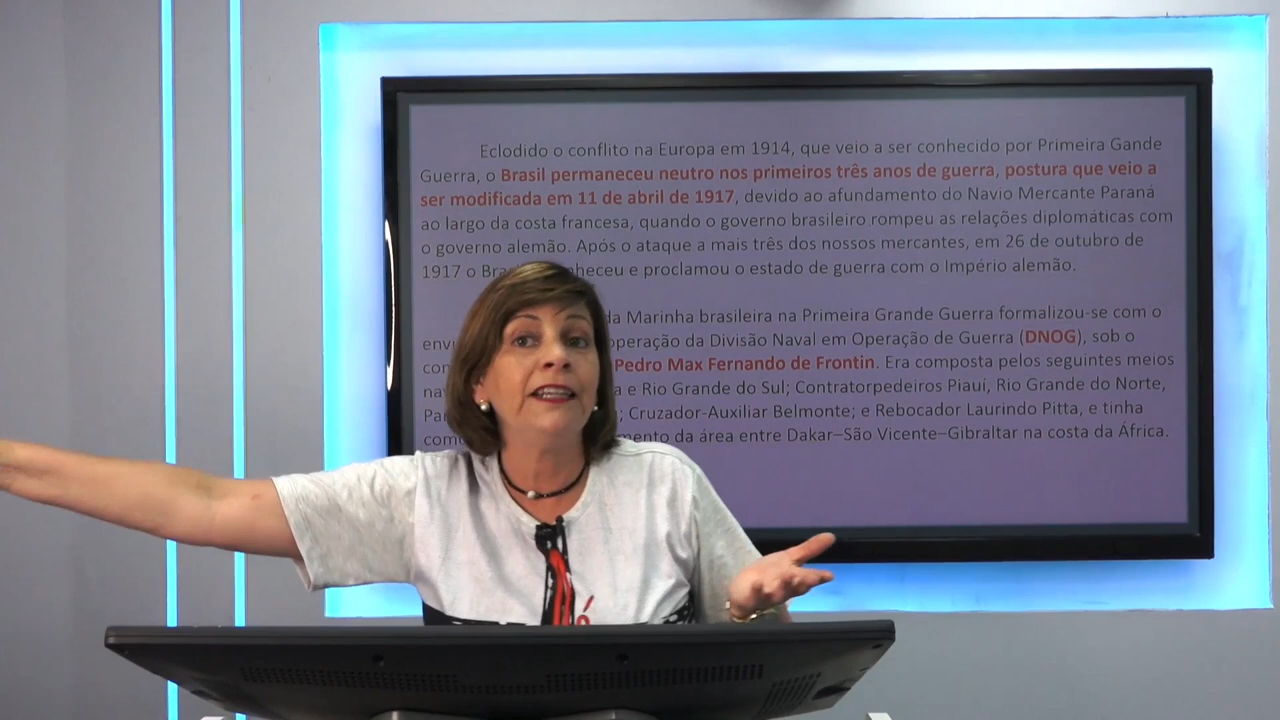 Eclodido o conflito na Europa em 1914, que veio a ser conhecido por Primeira Gande
Guerra, o Brasil permaneceu neutro nos primeiros três anos de guerra, postura que veio a
ser modificada em 11 de abril de 1917, devido ao afundamento do Navio Mercante Paraná
ao largo da costa francesa, quando o governo brasileiro rompeu as relações diplomáticas com
o governo alemão. Após o ataque a mais três dos nossos mercantes, em 26 de outubro de
1917 o e proclamou o estado de guerra com o Império alemão.
da Marinha brasileira na Primeira Grande Guerra formalizou-se com o
da Divisão Naval em Operação de Guerra (DNOG), sob o
Pedro Max Fernando de Frontin. Era composta pelos seguintes meios
e Rio Grande do Sul; Contratorpedeiros Piauí, Rio Grande do Norte,
Cruzador-Auxiliar Belmonte; e Rebocador Laurindo Pitta, e tinha
da área entre Dakar–São Vicente–Gibraltar na costa da África.